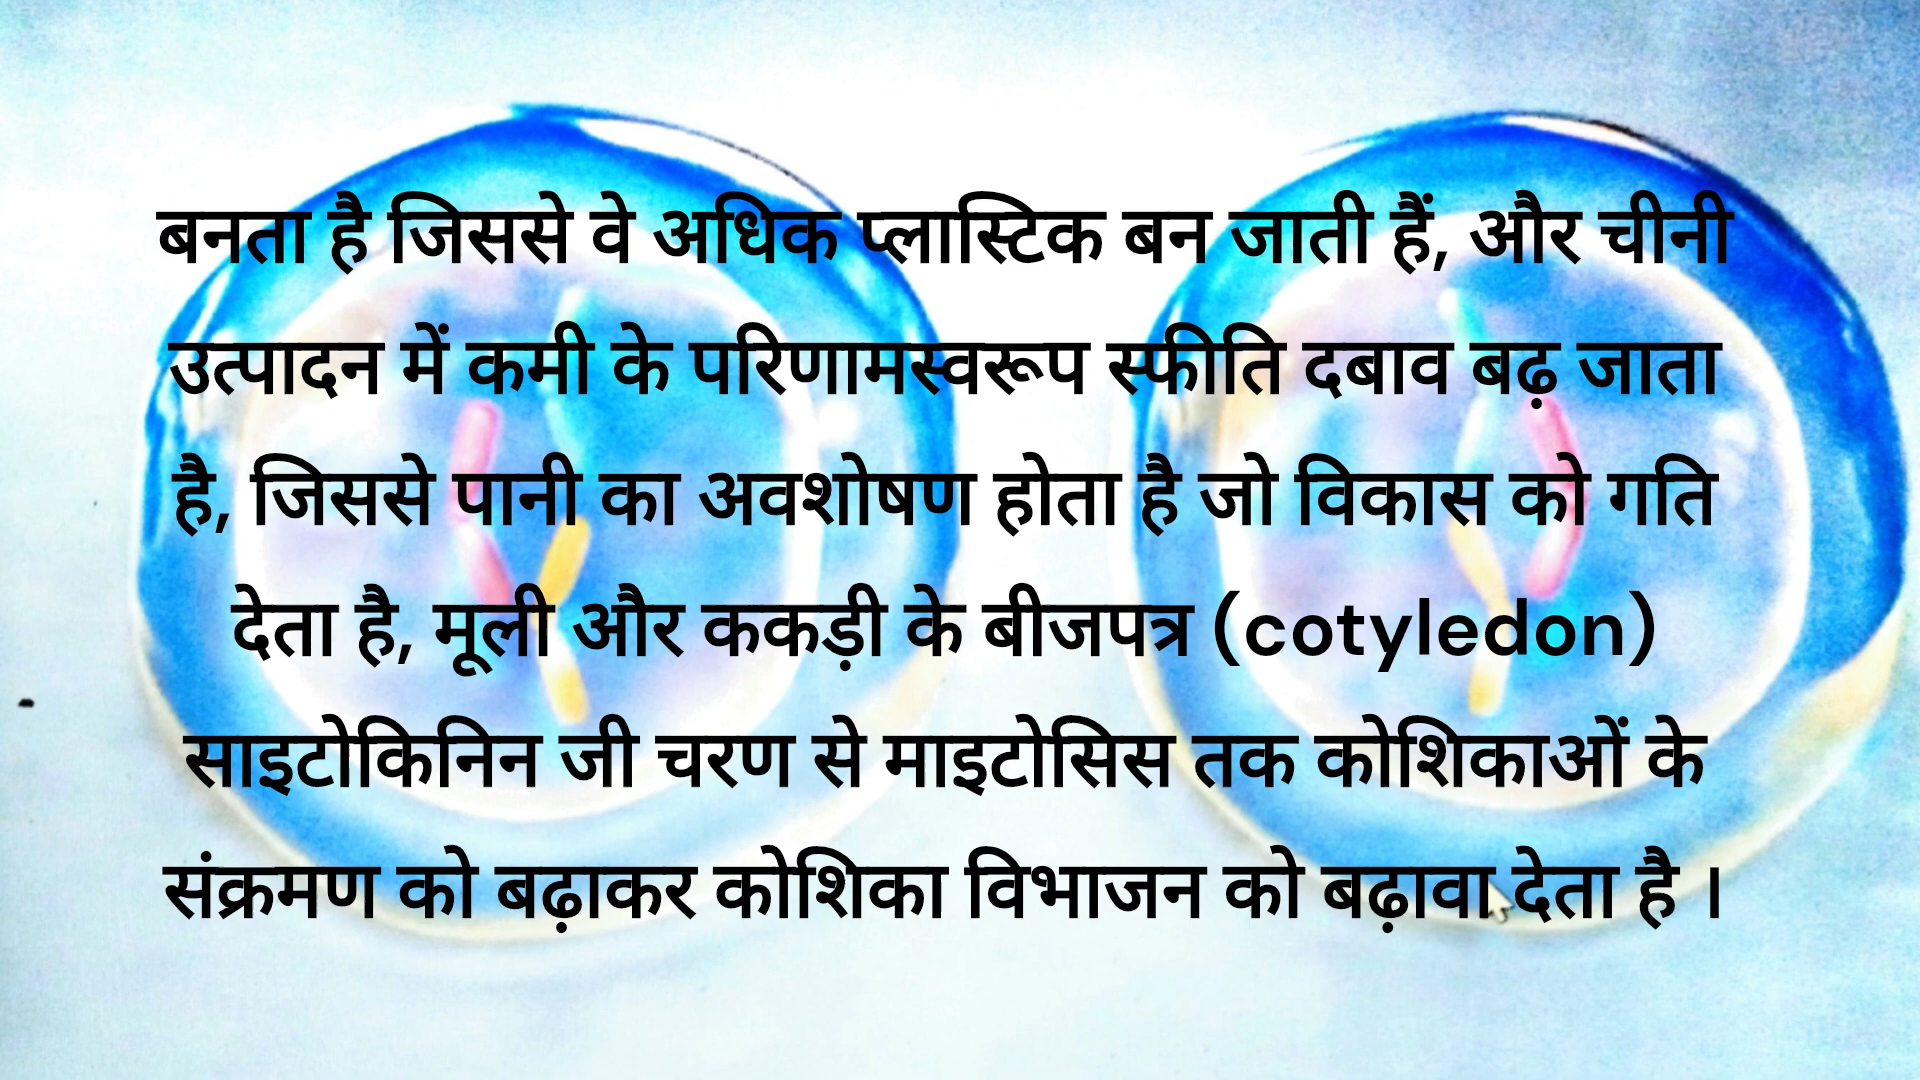 बनता है जिससे वे अधिक प्लास्टिक बन जाती हैं, और चीनी
उत्पादन में कमी के परिणामस्वरूप स्फीति दबाव बढ़ जाता
है, जिससे पानी का अवशोषण होता है जो विकास को गति
देता है, मूली और ककड़ी के बीजपत्र (cotyledon)
साइटोकिनिन जी चरण से माइटोसिस तक कोशिकाओं के
संक्रमण को बढ़ाकर कोशिका विभाजन को बढ़ावा देता है ।